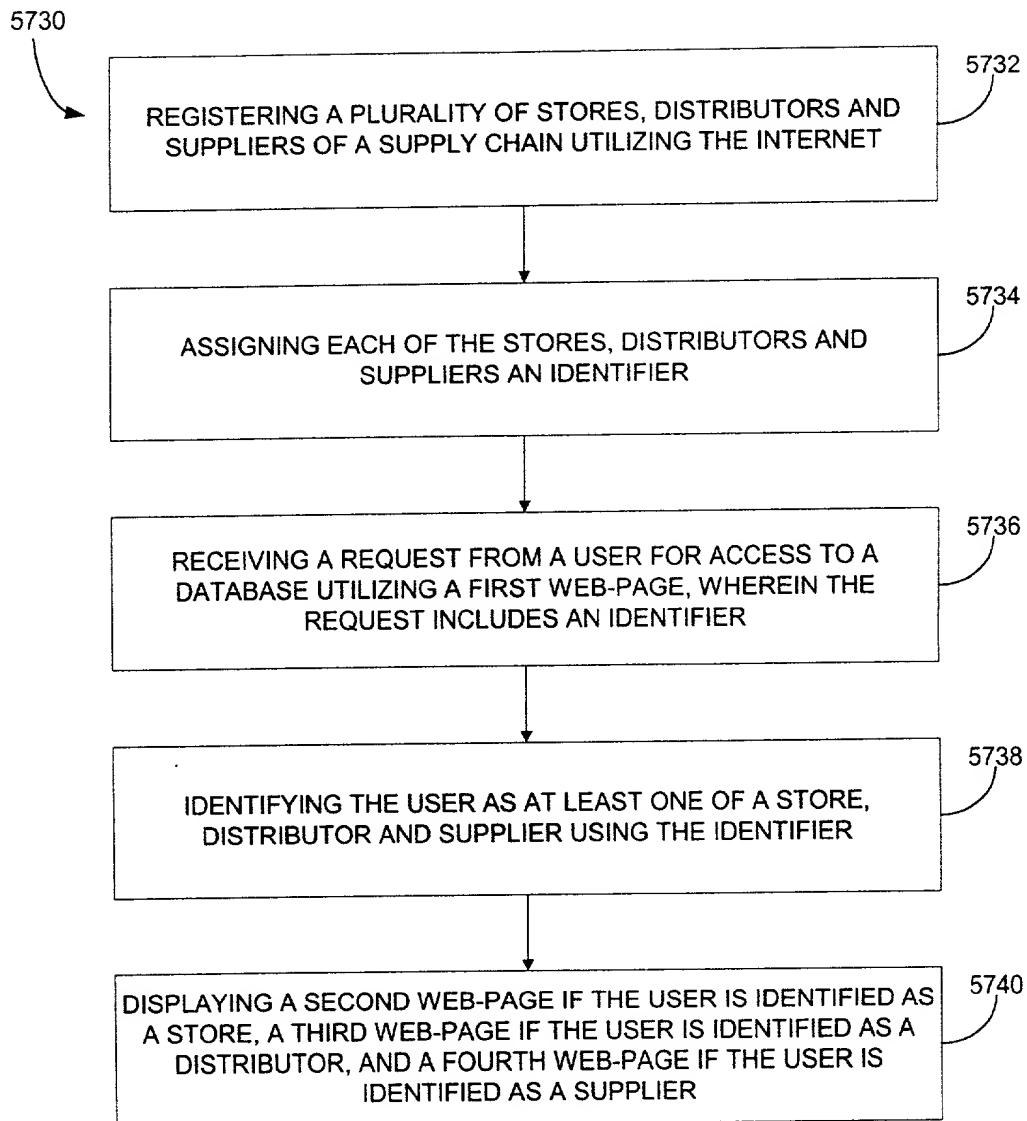 5730
5732
REGISTERING A PLURALITY OF STORES, DISTRIBUTORS AND
SUPPLIERS OF A SUPPLY CHAIN UTILIZING THE INTERNET
5734
ASSIGNING EACH OF THE STORES, DISTRIBUTORS AND
SUPPLIERS AN IDENTIFIER
5736
RECEIVING A REQUEST FROM A USER FOR ACCESS TO A
DATABASE UTILIZING A FIRST WEB-PAGE, WHEREIN THE
REQUEST INCLUDES AN IDENTIFIER
5738
IDENTIFYING THE USER AS AT LEAST ONE OF A STORE,
DISTRIBUTOR AND SUPPLIER USING THE IDENTIFIER
5740
DISPLAYING A SECOND WEB-PAGE IF THE USER IS IDENTIFIED AS
A STORE, A THIRD WEB-PAGE IF THE USER IS IDENTIFIED AS A
DISTRIBUTOR, AND A FOURTH WEB-PAGE IF THE USER IS
IDENTIFIED AS A SUPPLIER